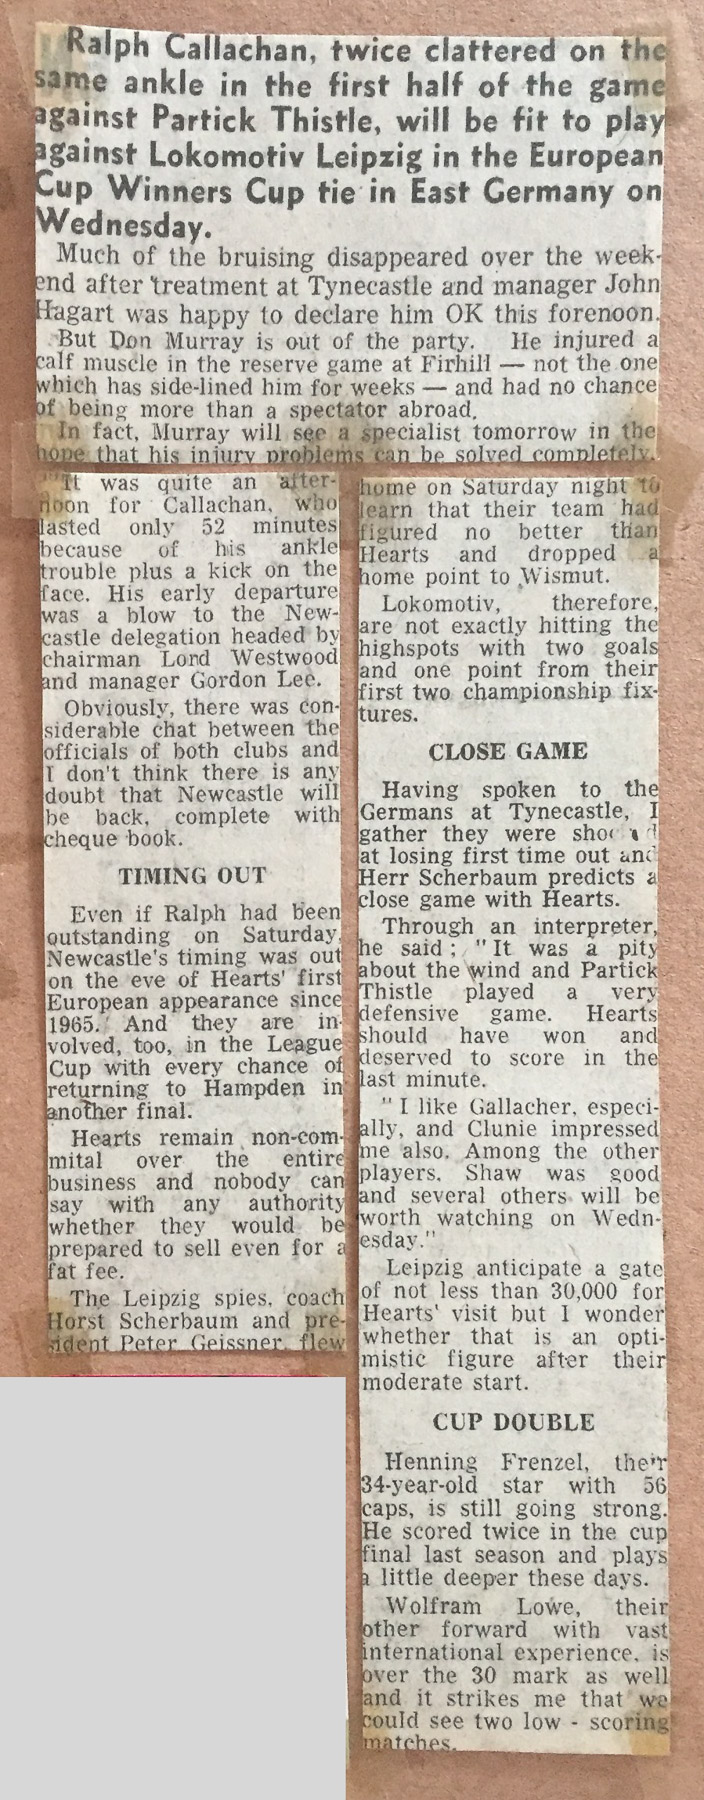 Ralph Callachan, twice clattered on the
same ankle in the first half of the game
against Partick Thistle, will be fit to play
against Lokomotiv Leipzig in the European
Cup Winners Cup tie in East Germany on
Wednesday.
Much of the bruising disappeared over the week-
end after treatment at Tynecastle and manager John
Hagart was happy to declare him OK this forenoon.
But Don Murray is out of the party. He injured a
calf muscle in the reserve game at Firhill — not the one
which has side-lined him for weeks — and had no chance
of being more than a spectator abroad.
In fact, Murray will see a specialist tomorrow in the
hope that his injury problems can be solved completely.
"It was quite an after-
noon for Callachan, who
lasted only 52 minutes
because of his ankle
trouble plus a kick on the
face. His early departure
was a blow to the New-
castle delegation headed by
chairman Lord Westwood
and manager Gordon Lee.
Obviously, there was con-
siderable chat between the
officials of both clubs and
I don't think there is any
doubt that Newcastle will
be back, complete with
cheque book.
TIMING OUT
Even if Ralph had been
outstanding on Saturday,
Newcastle's timing was out
on the eve of Hearts' first
European appearance since
1965. And they are in-
volved, too, in the League
Cup with every chance of
returning to Hampden in
another final.
Hearts remain non-com-
mital over the entire
business and nobody can
say with any authority
whether they would be
prepared to sell even for a
fat fee.
The Leipzig spies, coach
Horst Scherbaum and pre-
sident Peter Geissner, flew
home on Saturday night to
learn that their team had
figured no better than
Hearts and dropped a
home point to Wismut.
Lokomotiv, therefore,
are not exactly hitting the
highspots with two goals
and one point from their
first two championship fix-
tures.
CLOSE GAME
Having spoken to the
Germans at Tynecastle, I
gather they were
at losing first time out and
Herr Scherbaum predicts a
close game with Hearts.
Through an interpreter,
he said; "It was a pity
about the wind and Partick
Thistle played a very
defensive game. Hearts
should have won and
deserved to score in the
last minute.
"I like Gallacher, especi-
ally, and Clunie impressed
me also. Among the other
players, Shaw was good
and several others will be
worth watching on Wedn-
esday."
Leipzig anticipate a gate
of not less than 30,000 for
Hearts' visit but I wonder
whether that is an opti-
mistic figure after their
moderate start.
CUP DOUBLE
Henning Frenzel, their
34-year-old star with 56
caps, is still going strong.
He scored twice in the cup
final last season and plays
a little deeper these days.
Wolfram Lowe, their
other forward with vast
international experience, is
over the 30 mark as well
and it strikes me that we
could see two low - scoring
matches.